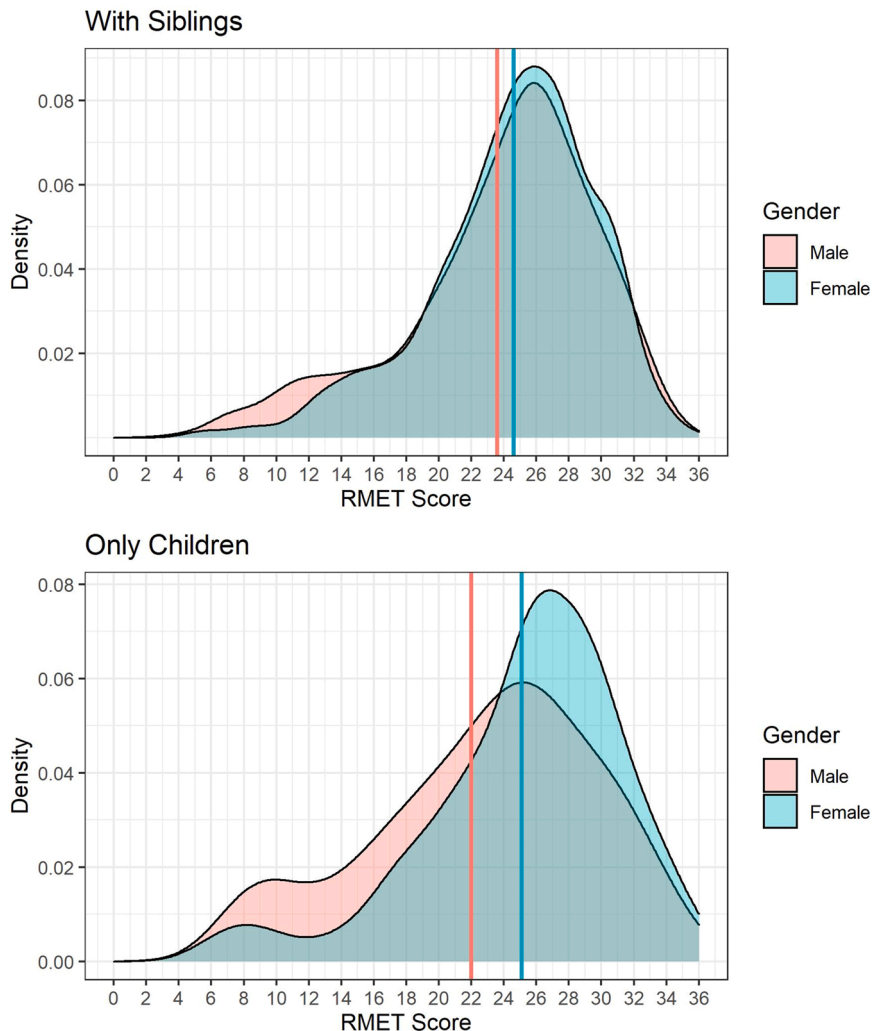 With Siblings
0.08
0.06
0.04
0.02
Density
0 2 4 6 8 10 12 14 16 18 20 22 24 26 28 30 32 34 36
RMET Score
Gender
Male
Female
Only Children
0.08
0.06
0.04
0.02
0.00
Density
0 2 4 6 8 10 12 14 16 18 20 22 24 26 28 30 32 34 36
RMET Score
Gender
Male
Female